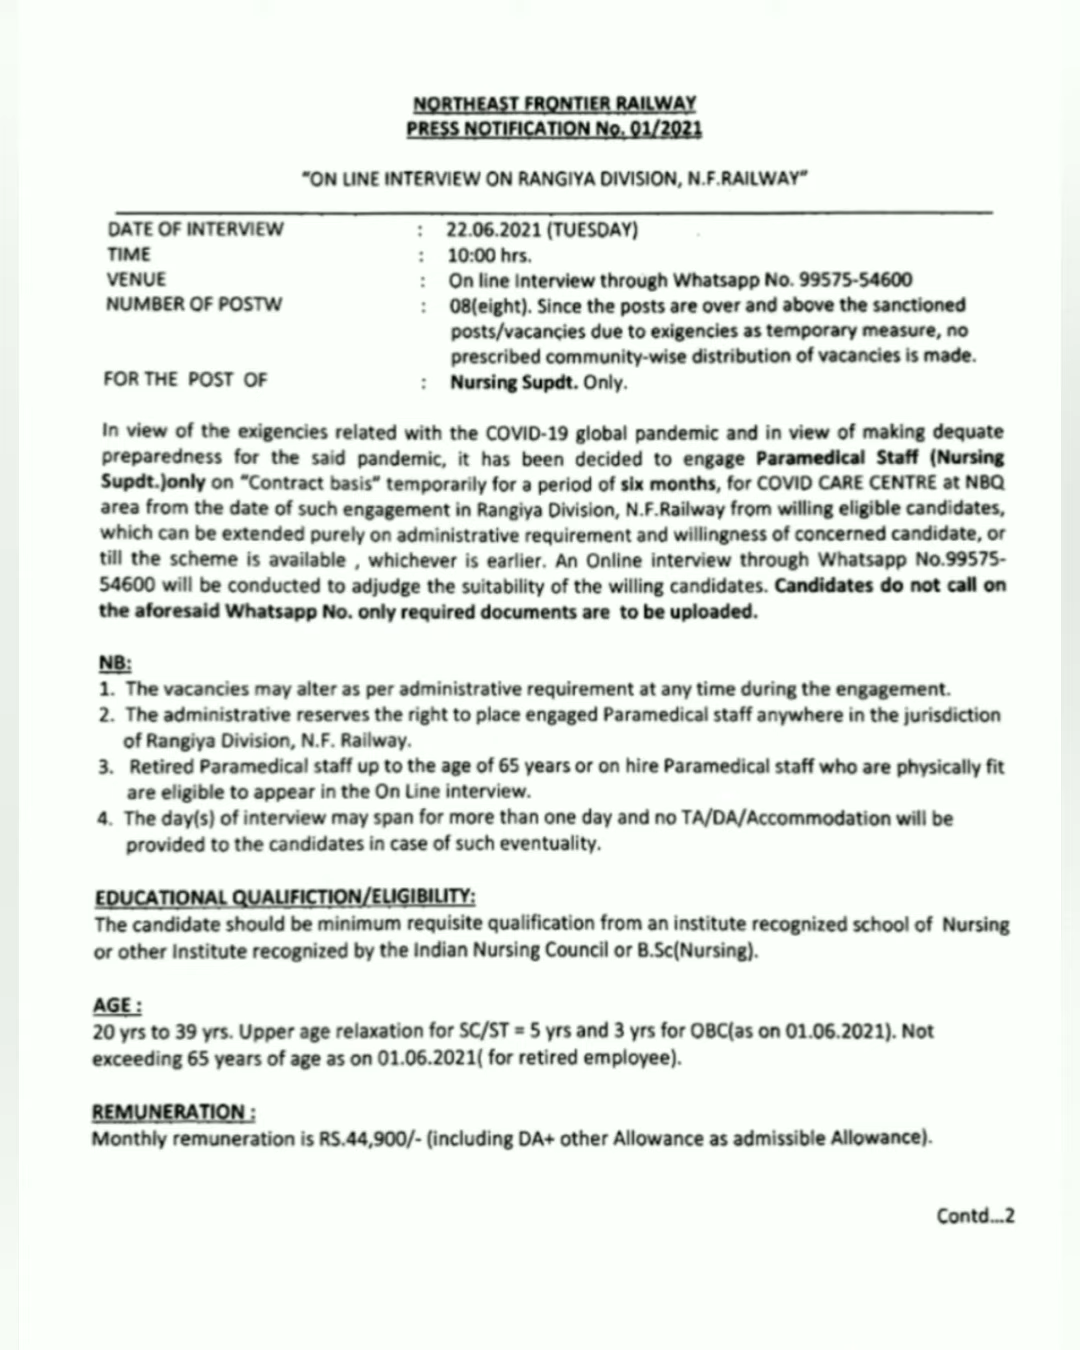 NORTHEAST FRONTIER RAILWAY
PRESS NOTIFICATION No. 01/2021
"ON LINE INTERVIEW ON RANGIYA DIVISION, N.F.RAILWAY"
DATE OF INTERVIEW : 22.06.2021 (TUESDAY)
TIME : 10:00 hrs.
VENUE : On line Interview through Whatsapp No. 99575-54600
NUMBER OF POSTW : 08(eight). Since the posts are over and above the sanctioned
posts/vacancies due to exigencies as temporary measure, no
prescribed community-wise distribution of vacancies is made.
FOR THE POST OF : Nursing Supdt. Only.
In view of the exigencies related with the COVID-19 global pandemic and in view of making dequate
preparedness for the said pandemic, it has been decided to engage Paramedical Staff (Nursing
Supdt.)only on "Contract basis" temporarily for a period of six months, for COVID CARE CENTRE at NBQ
area from the date of such engagement in Rangiya Division, N.F.Railway from willing eligible candidates,
which can be extended purely on administrative requirement and willingness of concerned candidate, or
till the scheme is available , whichever is earlier. An Online interview through Whatsapp No.99575-
54600 will be conducted to adjudge the suitability of the willing candidates. Candidates do not call on
the aforesaid Whatsapp No. only required documents are to be uploaded.
NB:
1. The vacancies may alter as per administrative requirement at any time during the engagement.
2. The administrative reserves the right to place engaged Paramedical staff anywhere in the jurisdiction
of Rangiya Division, N.F. Railway.
3. Retired Paramedical staff up to the age of 65 years or on hire Paramedical staff who are physically fit
are eligible to appear in the On Line interview.
4. The day(s) of interview may span for more than one day and no TA/DA/Accommodation will be
provided to the candidates in case of such eventuality.
EDUCATIONAL QUALIFICTION/ELIGIBILITY:
The candidate should be minimum requisite qualification from an institute recognized school of Nursing
or other Institute recognized by the Indian Nursing Council or B.Sc(Nursing).
AGE :
20 yrs to 39 yrs. Upper age relaxation for SC/ST = 5 yrs and 3 yrs for OBC(as on 01.06.2021). Not
exceeding 65 years of age as on 01.06.2021( for retired employee).
REMUNERATION :
Monthly remuneration is RS.44,900/- (including DA+ other Allowance as admissible Allowance).
Contd...2